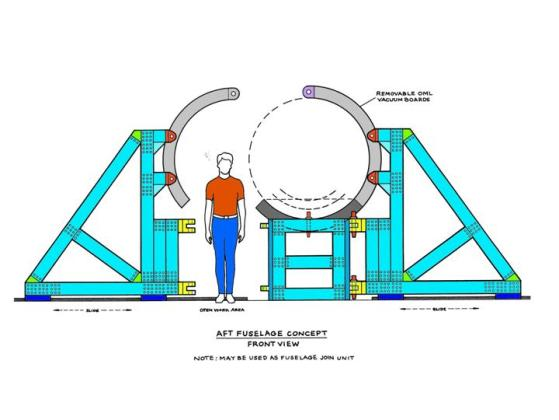 REMOVABLE OML
VACUUM BOARDS
SLIDE
OPEN WORK AREA
SLIDE
AFT FUSELAGE CONCEPT
FRONT VIEW
NOTE: MAY BE USED AS FUSELAGE JOIN UNIT